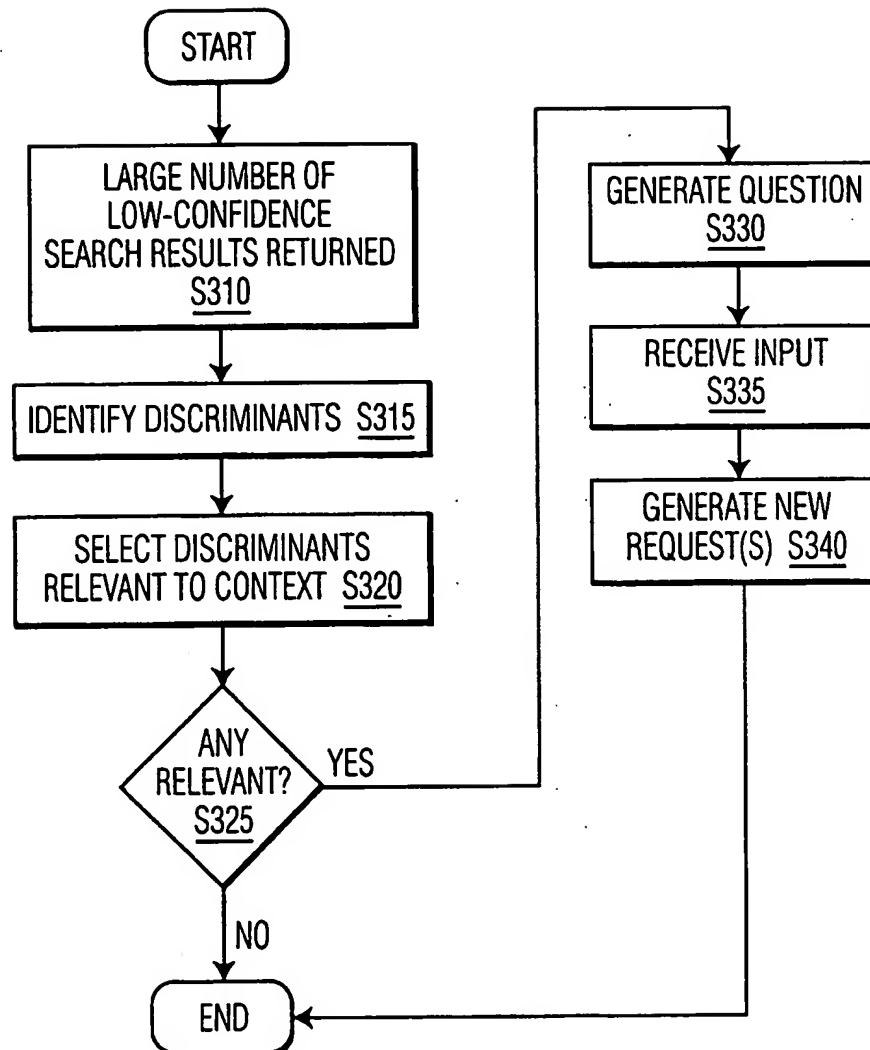 START
LARGE NUMBER OF
LOW-CONFIDENCE
SEARCH RESULTS RETURNED
S310
IDENTIFY DISCRIMINANTS S315
SELECT DISCRIMINANTS
RELEVANT TO CONTEXT S320
ANY
RELEVANT?
S325
YES
NO
END
GENERATE QUESTION
S330
RECEIVE INPUT
S335
GENERATE NEW
REQUEST(S) S340